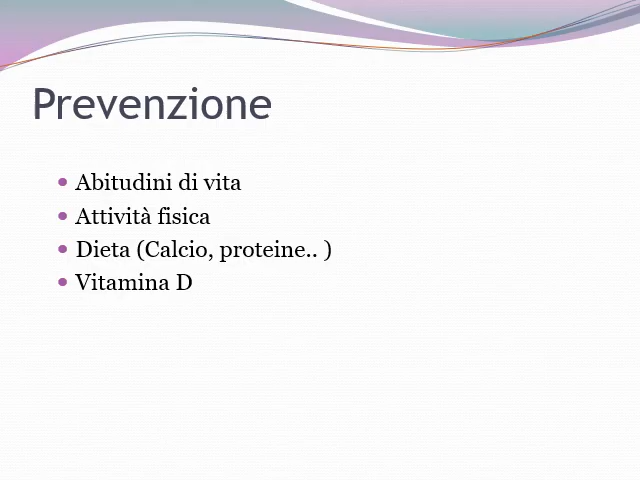 Prevenzione
• Abitudini di vita
• Attività fisica
• Dieta (Calcio, proteine.. )
• Vitamina D